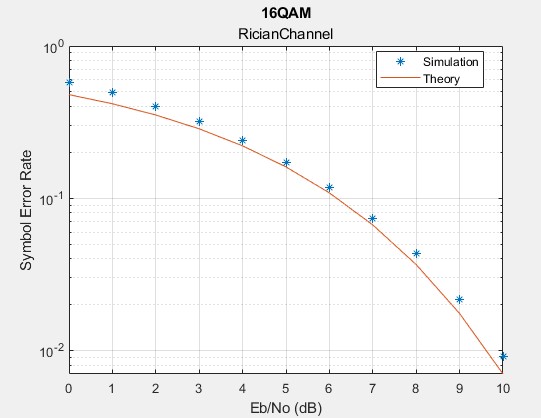 16QAM
RicianChannel
Simulation
Theory
Symbol Error Rate
10^0
10^-1
10^-2
0 1 2 3 4 5 6 7 8 9 10
Eb/No (dB)